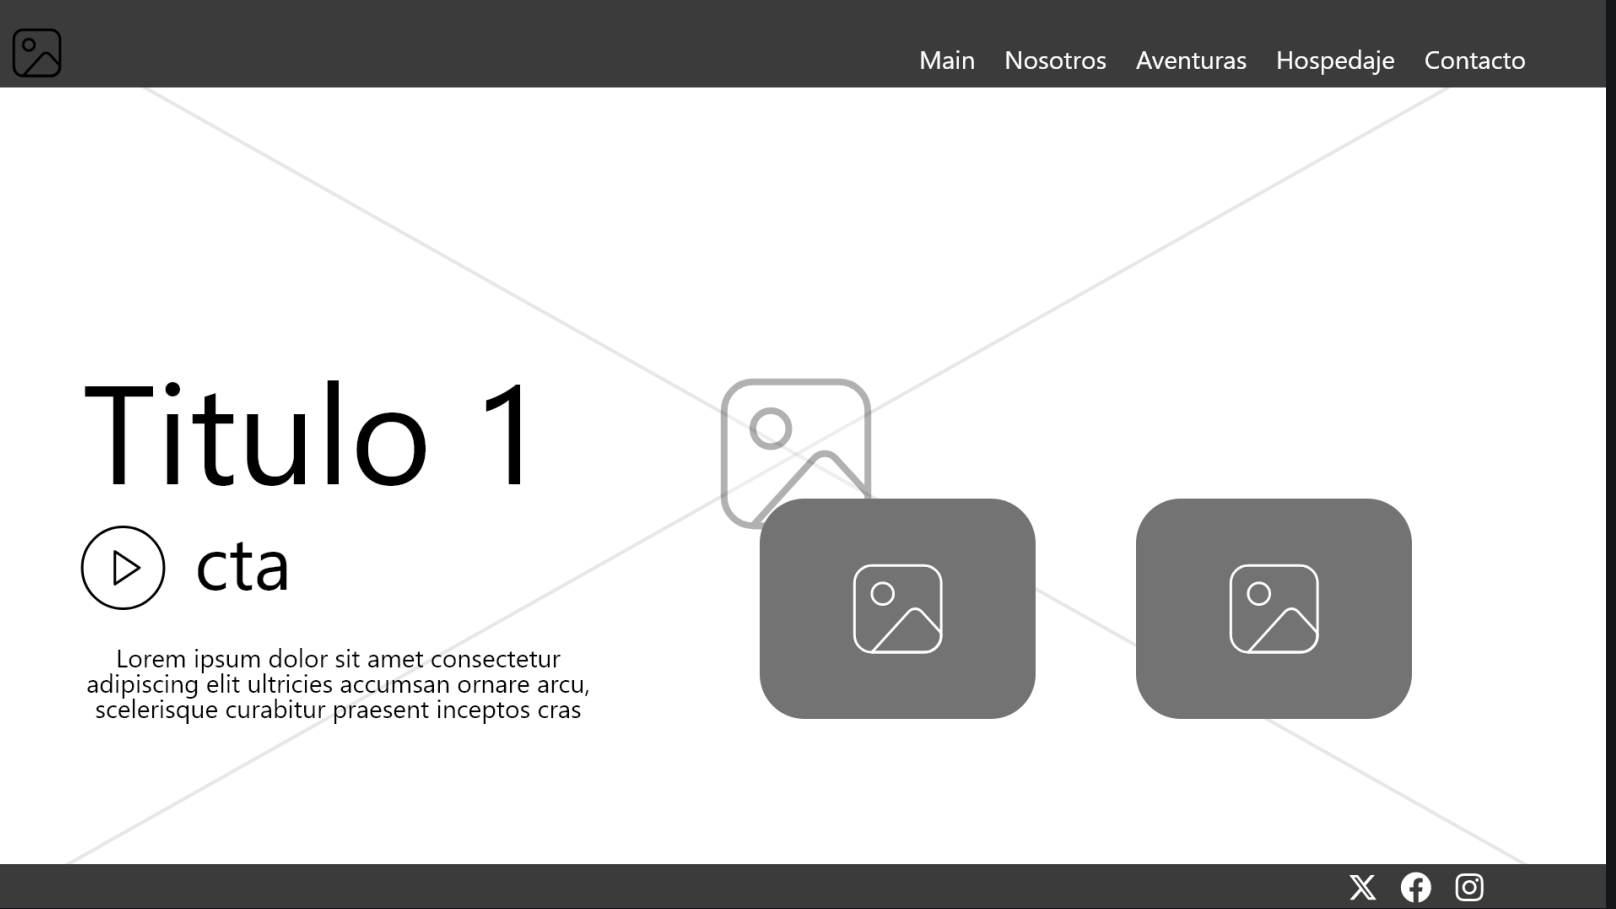 Main Nosotros Aventuras Hospedaje Contacto
Titulo 1
cta
Lorem ipsum dolor sit amet consectetur
adipiscing elit ultricies accumsan ornare arcu,
scelerisque curabitur praesent inceptos cras